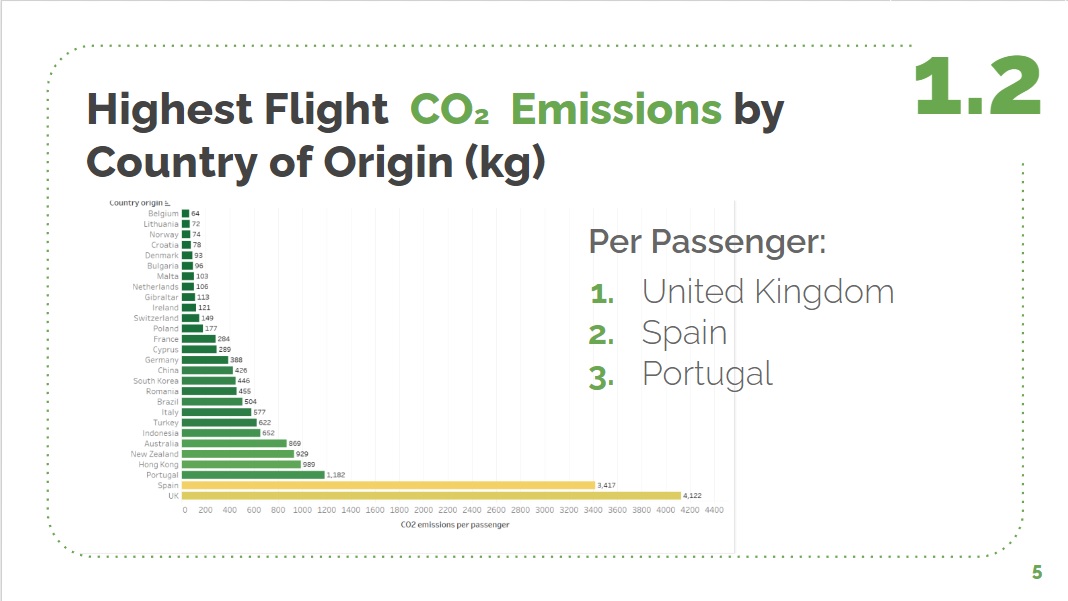 1.2
Highest Flight CO₂ Emissions by
Country of Origin (kg)
Country origin
Belgium 64
Lithuania 72
Norway 74
Croatia 78
Denmark 93
Bulgaria 96
Malta 103
Netherlands 106
Gibraltar 113
Ireland 121
Switzerland 149
Poland 177
France 284
Cyprus 289
Germany 388
China 426
South Korea 446
Romania 455
Brazil 504
Italy 577
Turkey 622
Indonesia 652
Australia 869
New Zealand 929
Hong Kong 989
Portugal 1,182
Spain 3,417
UK 4,122
0 200 400 600 800 1000 1200 1400 1600 1800 2000 2200 2400 2600 2800 3000 3200 3400 3600 3800 4000 4200 4400
CO2 emissions per passenger
Per Passenger:
1. United Kingdom
2. Spain
3. Portugal
5